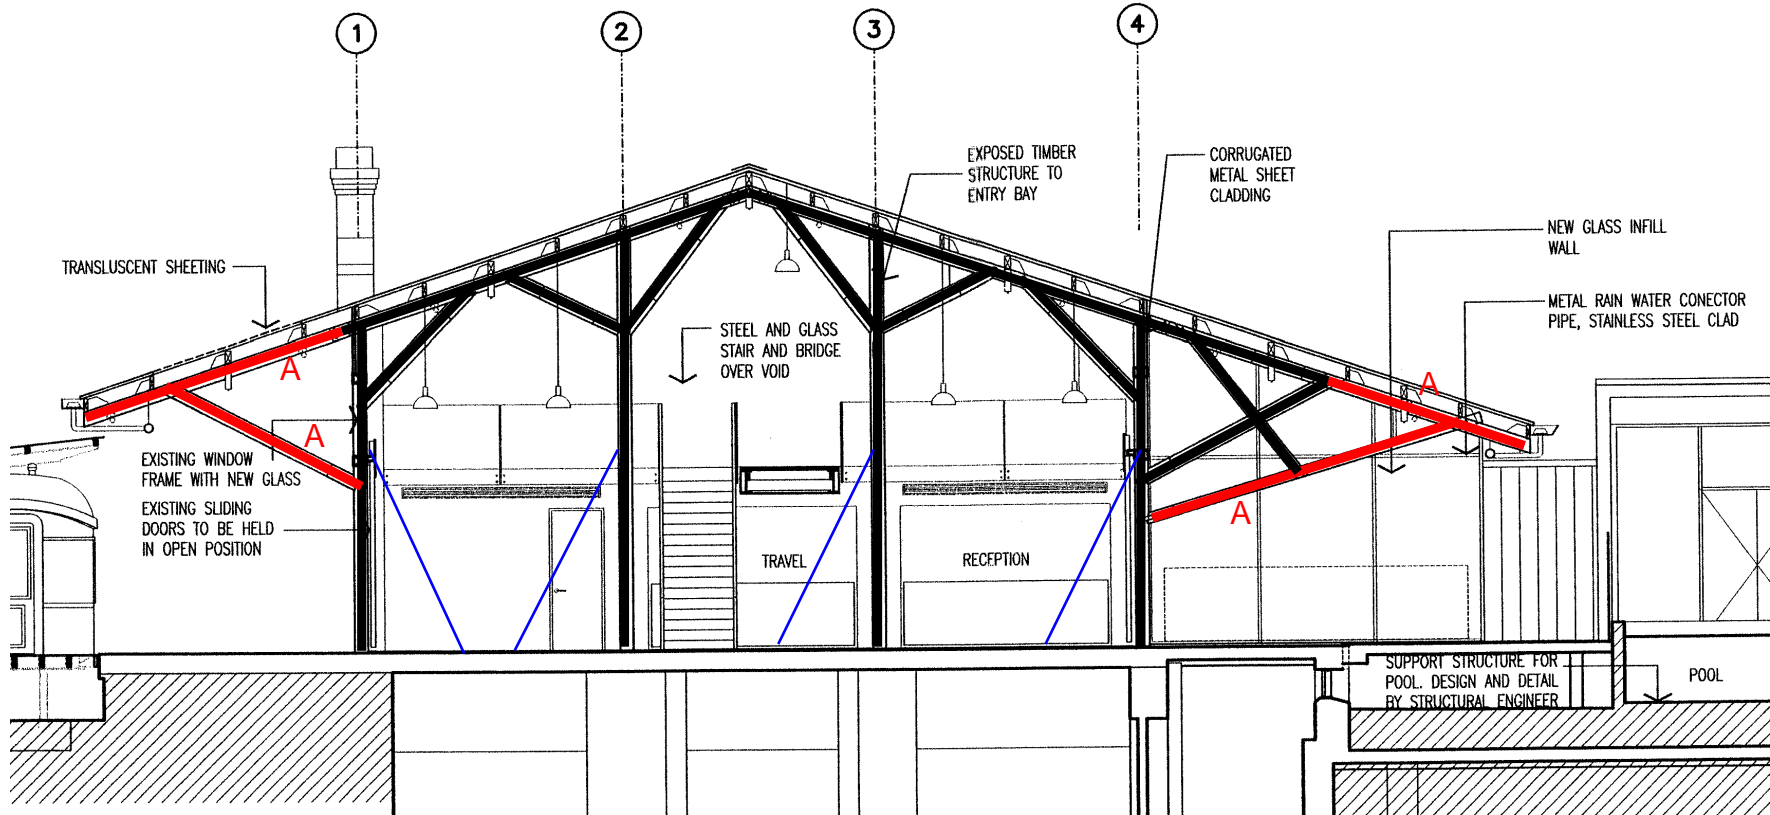 1
2
3
4
EXPOSED TIMBER
STRUCTURE TO
ENTRY BAY
CORRUGATED
METAL SHEET
CLADDING
NEW GLASS INFILL
WALL
TRANSLUSCENT SHEETING
METAL RAIN WATER CONECTOR
PIPE, STAINLESS STEEL CLAD
STEEL AND GLASS
STAIR AND BRIDGE
OVER VOID
A
A
A
A
EXISTING WINDOW
FRAME WITH NEW GLASS
EXISTING SLIDING
DOORS TO BE HELD
IN OPEN POSITION
TRAVEL
RECEPTION
SUPPORT STRUCTURE FOR
POOL. DESIGN AND DETAIL
BY STRUCTURAL ENGINEER
POOL